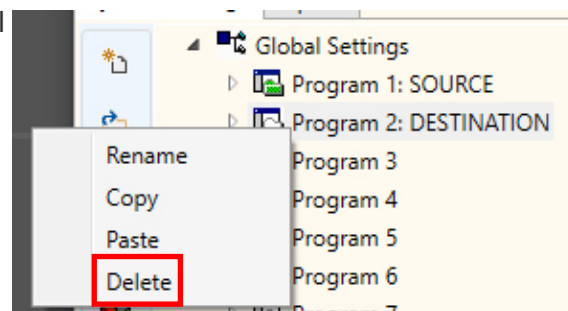 Global Settings
Program 1: SOURCE
Program 2: DESTINATION
Rename
Program 3
Copy
Program 4
Paste
Program 5
Delete
Program 6